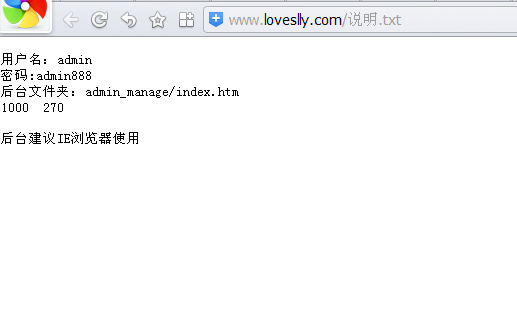 www.loveslly.com/说明.txt
用户名：admin
密码:admin888
后台文件夹：admin_manage/index.htm
1000  270
后台建议IE浏览器使用